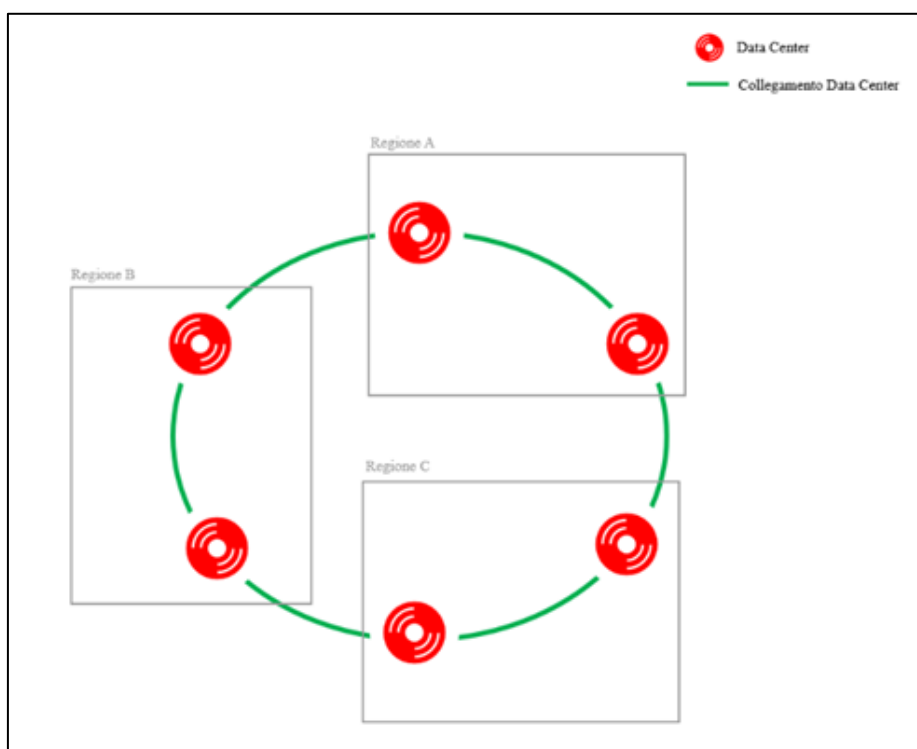 Data Center
Collegamento Data Center
Regione A
Regione B
Regione C